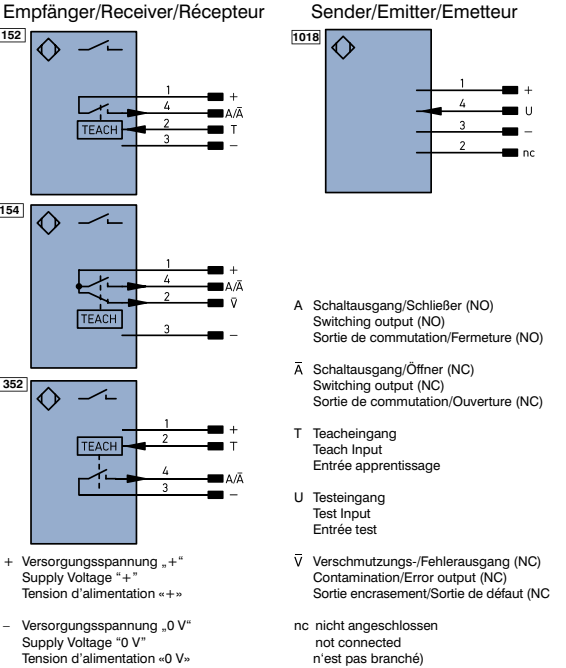 Empfänger/Receiver/Récepteur
152
1 +
4 A/A̅
TEACH 2 T
3 –
154
1 +
4 A/A̅
2 V̅
TEACH
3 –
352
1 +
TEACH 2 T
4 A/A̅
3 –
+ Versorgungsspannung „+“
Supply Voltage “+”
Tension d’alimentation «+»
– Versorgungsspannung „0 V“
Supply Voltage “0 V”
Tension d’alimentation «0 V»
Sender/Emitter/Emetteur
1018
1 +
4 U
3 –
2 nc
A Schaltausgang/Schließer (NO)
Switching output (NO)
Sortie de commutation/Fermeture (NO)
A̅ Schaltausgang/Öffner (NC)
Switching output (NC)
Sortie de commutation/Ouverture (NC)
T Teacheingang
Teach Input
Entrée apprentissage
U Testeingang
Test Input
Entrée test
V̅ Verschmutzungs-/Fehlerausgang (NC)
Contamination/Error output (NC)
Sortie encrasement/Sortie de défaut (NC
nc nicht angeschlossen
not connected
n'est pas branché)